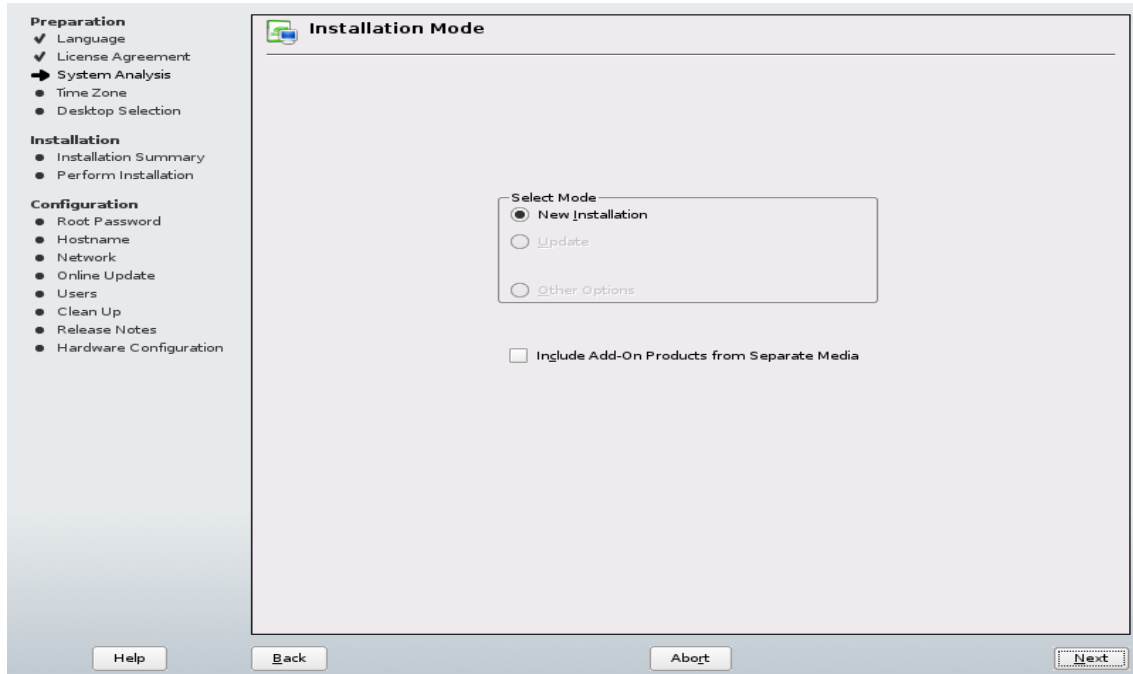 Preparation
Language
License Agreement
System Analysis
Time Zone
Desktop Selection
Installation
Installation Summary
Perform Installation
Configuration
Root Password
Hostname
Network
Online Update
Users
Clean Up
Release Notes
Hardware Configuration
Installation Mode
Select Mode
New Installation
Update
Other Options
Include Add-On Products from Separate Media
Help
Back
Abort
Next